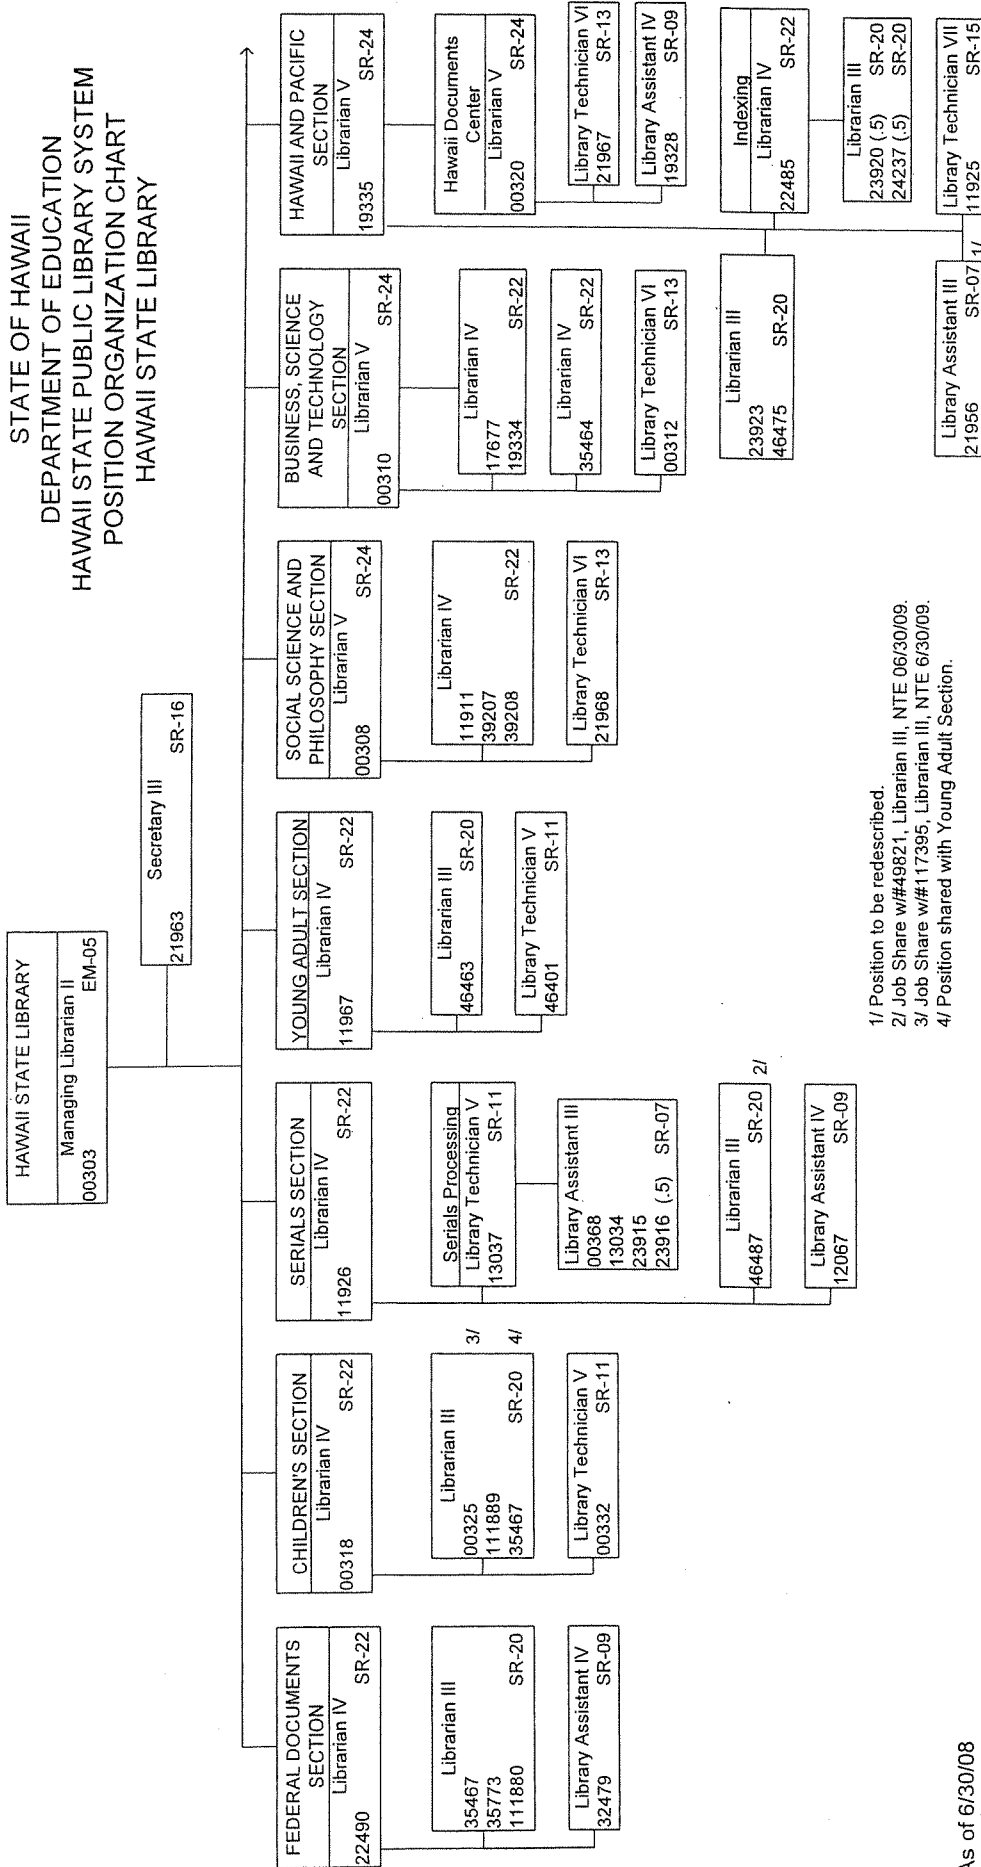 STATE OF HAWAII
DEPARTMENT OF EDUCATION
HAWAII STATE PUBLIC LIBRARY SYSTEM
POSITION ORGANIZATION CHART
HAWAII STATE LIBRARY
HAWAII STATE LIBRARY
Managing Librarian II
00303 EM-05
Secretary III
21963 SR-16
FEDERAL DOCUMENTS
SECTION
Librarian IV
22490 SR-22
Librarian III
35467
35773
111880 SR-20
Library Assistant IV
32479 SR-09
CHILDREN'S SECTION
Librarian IV
00318 SR-22
Librarian III
00325 3/
111889
35467 SR-20 4/
Library Technician V
00332 SR-11
SERIALS SECTION
Librarian IV
11926 SR-22
Serials Processing
Library Technician V
13037 SR-11
Library Assistant III
00368
13034
23915
23916 (.5) SR-07
Librarian III
46487 SR-20 2/
Library Assistant IV
12067 SR-09
YOUNG ADULT SECTION
Librarian IV
11967 SR-22
Librarian III
46463 SR-20
Library Technician V
46401 SR-11
SOCIAL SCIENCE AND
PHILOSOPHY SECTION
Librarian V
00308 SR-24
Librarian IV
11911
39207
39208 SR-22
Library Technician VI
21968 SR-13
BUSINESS, SCIENCE
AND TECHNOLOGY
SECTION
Librarian V
00310 SR-24
Librarian IV
17677
19334 SR-22
Librarian IV
35464 SR-22
Library Technician VI
00312 SR-13
HAWAII AND PACIFIC
SECTION
Librarian V
19335 SR-24
Hawaii Documents
Center
Librarian V
00320 SR-24
Library Technician VI
21967 SR-13
Library Assistant IV
19328 SR-09
Librarian III
23923
46475 SR-20
Indexing
Librarian IV
22485 SR-22
Librarian III
23920 (.5) SR-20
24237 (.5) SR-20
Library Assistant III
21956 SR-07 1/
Library Technician VII
11925 SR-15
1/ Position to be redescribed.
2/ Job Share w/#49821, Librarian III, NTE 06/30/09.
3/ Job Share w/#117395, Librarian III, NTE 6/30/09.
4/ Position shared with Young Adult Section.
As of 6/30/08